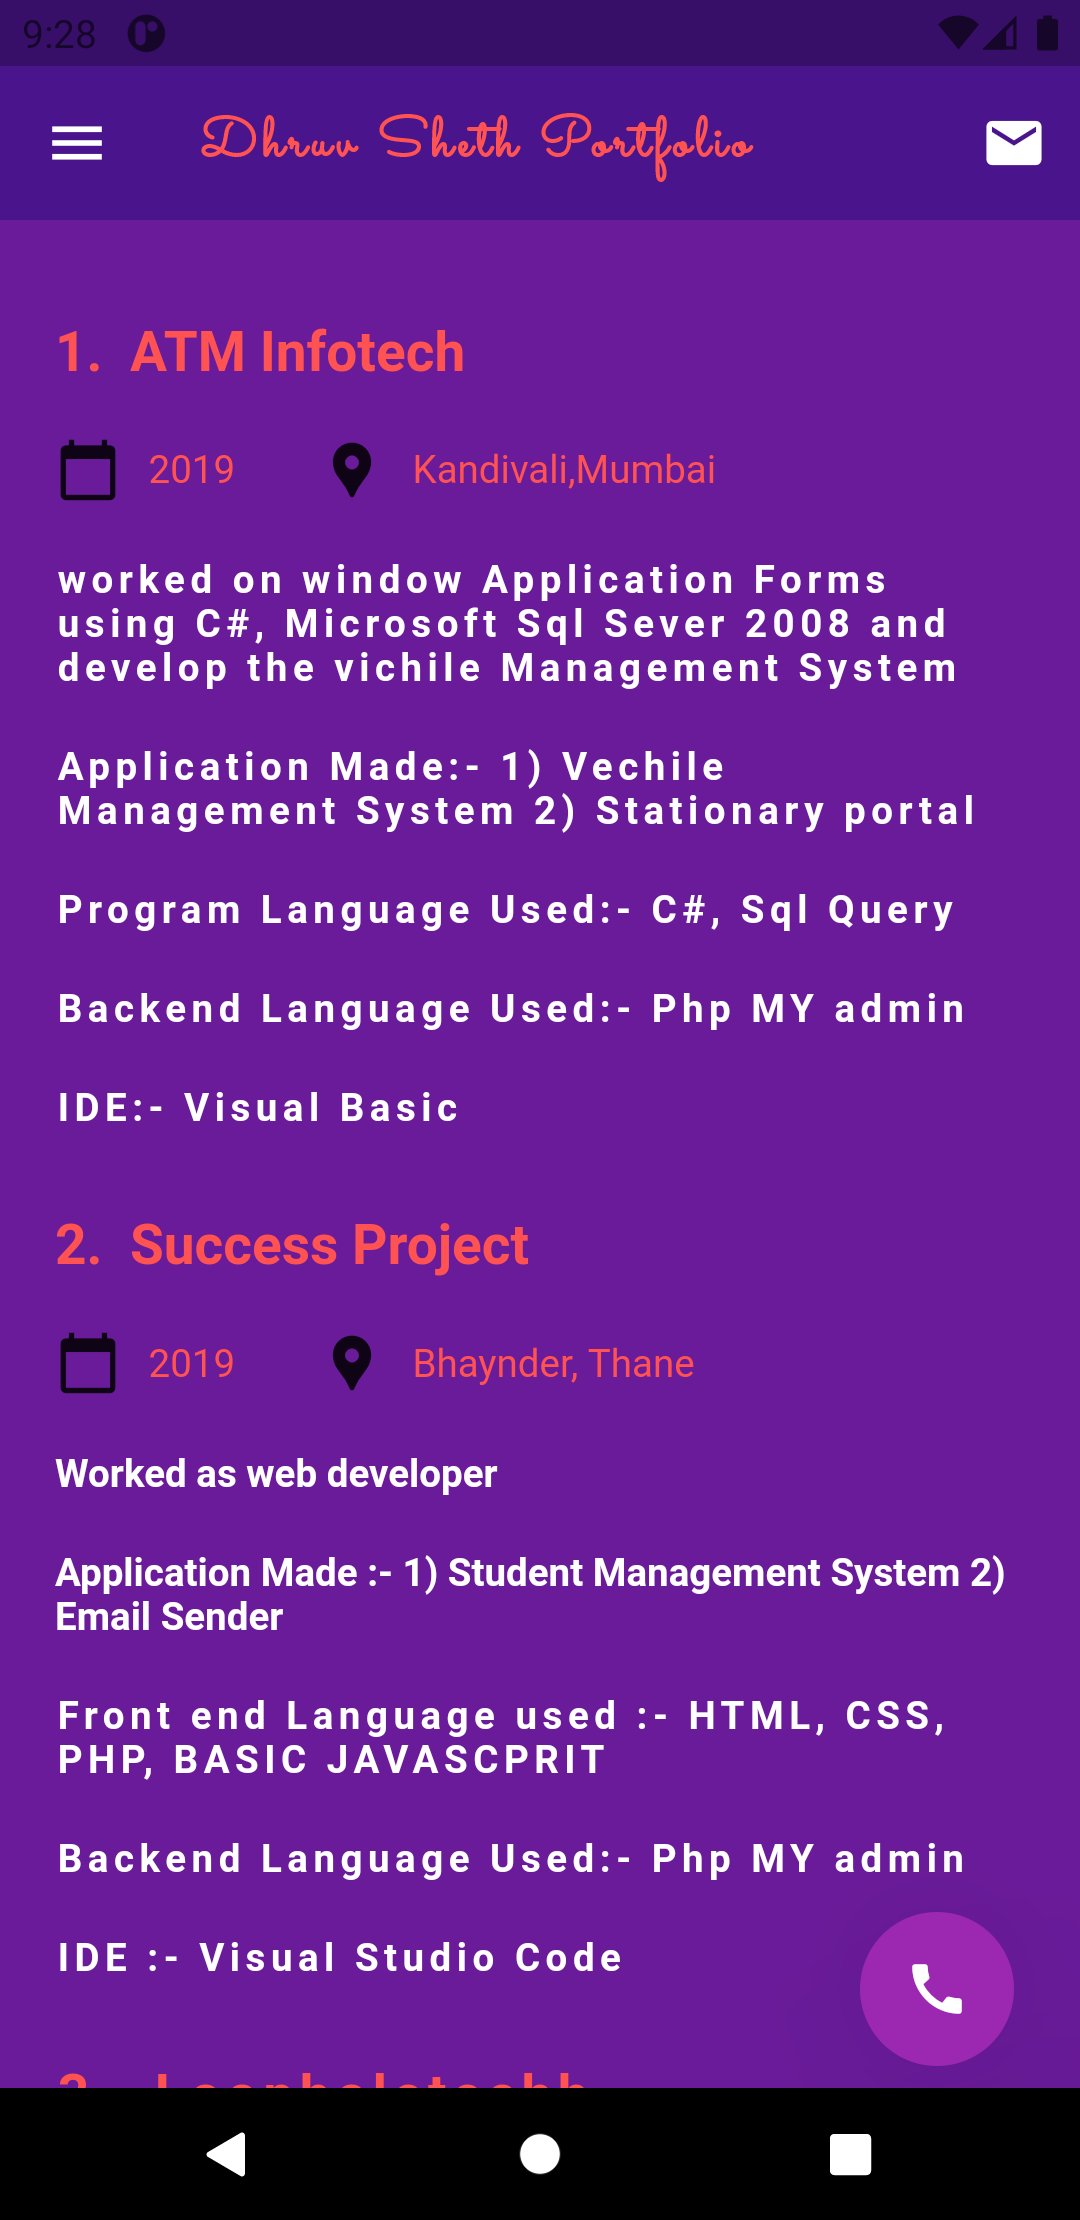 9:28
Dhruv Sheth Portfolio
1. ATM Infotech
2019 Kandivali,Mumbai
worked on window Application Forms
using C#, Microsoft Sql Sever 2008 and
develop the vichile Management System
Application Made:- 1) Vechile
Management System 2) Stationary portal
Program Language Used:- C#, Sql Query
Backend Language Used:- Php MY admin
IDE:- Visual Basic
2. Success Project
2019 Bhaynder, Thane
Worked as web developer
Application Made :- 1) Student Management System 2)
Email Sender
Front end Language used :- HTML, CSS,
PHP, BASIC JAVASCPRIT
Backend Language Used:- Php MY admin
IDE :- Visual Studio Code